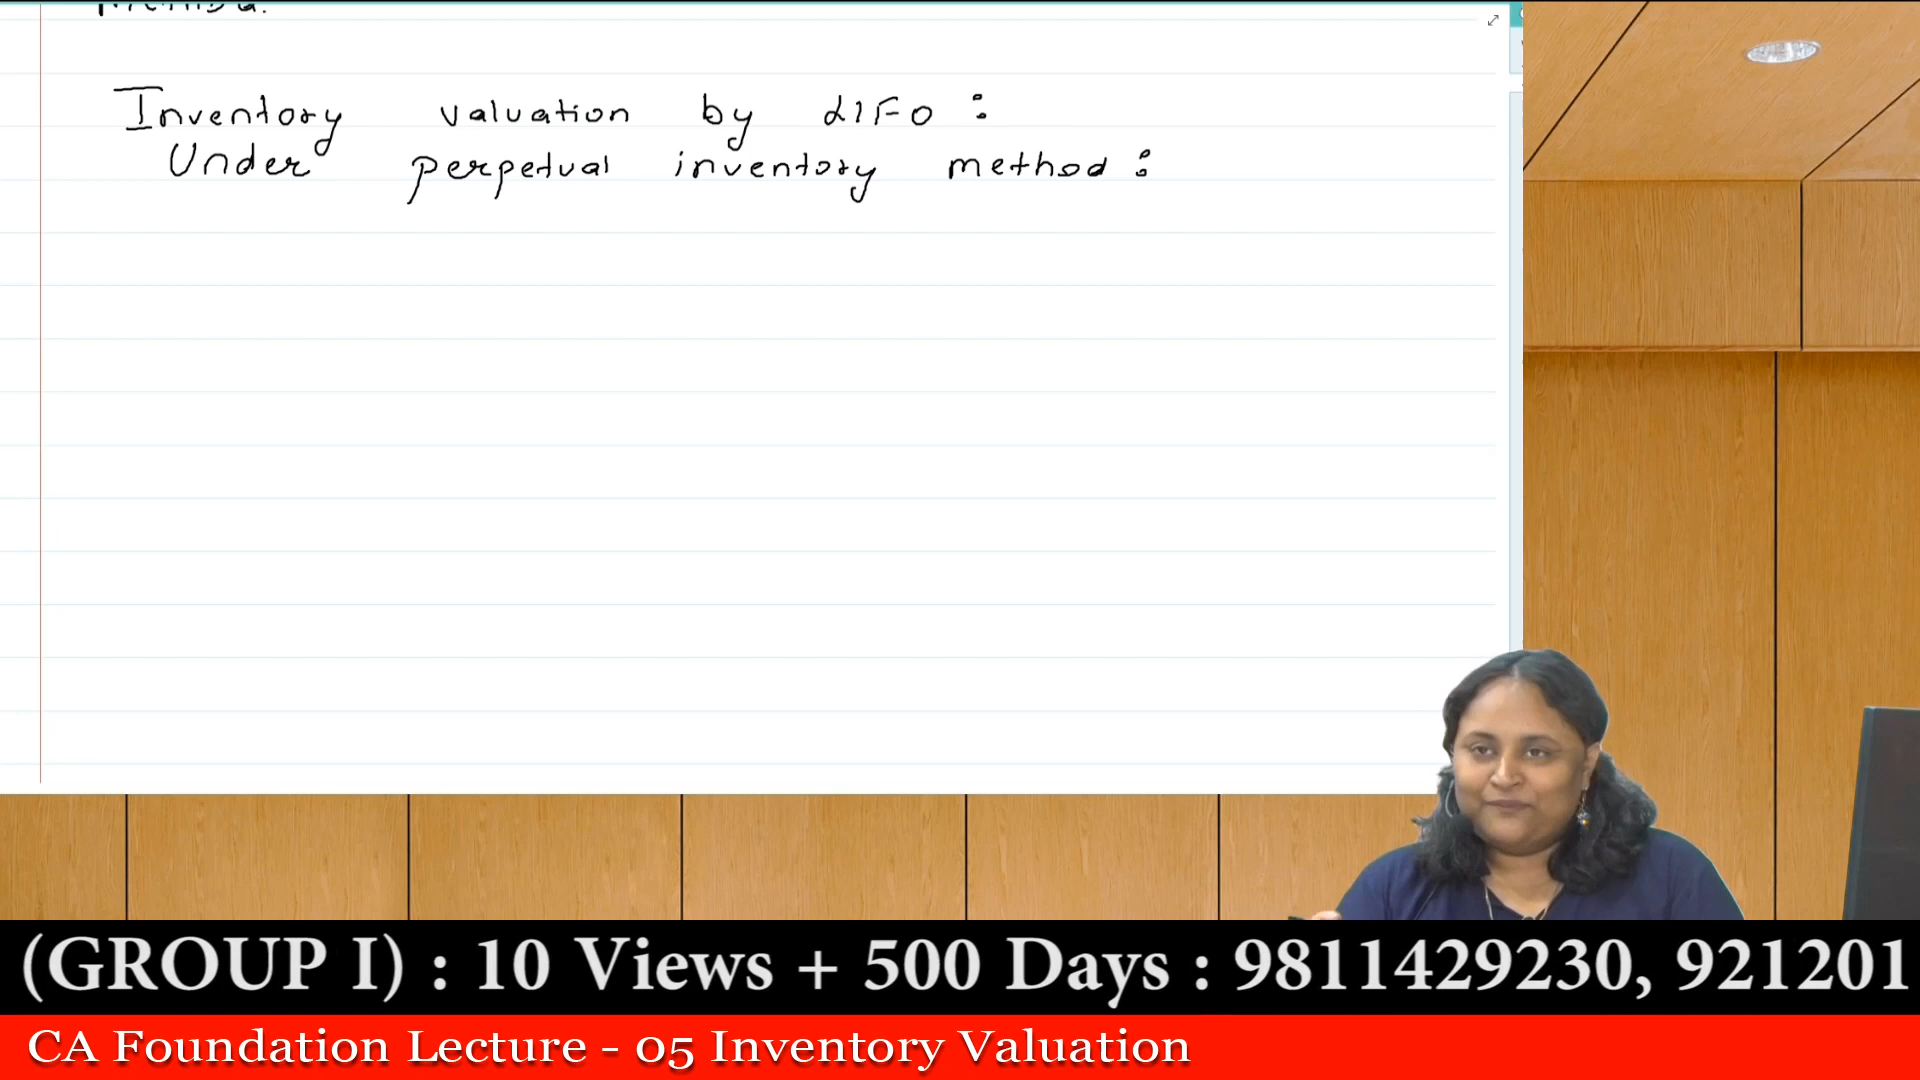 Inventory valuation by LIFO :
Under perpetual inventory method :
(GROUP I) : 10 Views + 500 Days : 9811429230, 921201
CA Foundation Lecture - 05 Inventory Valuation